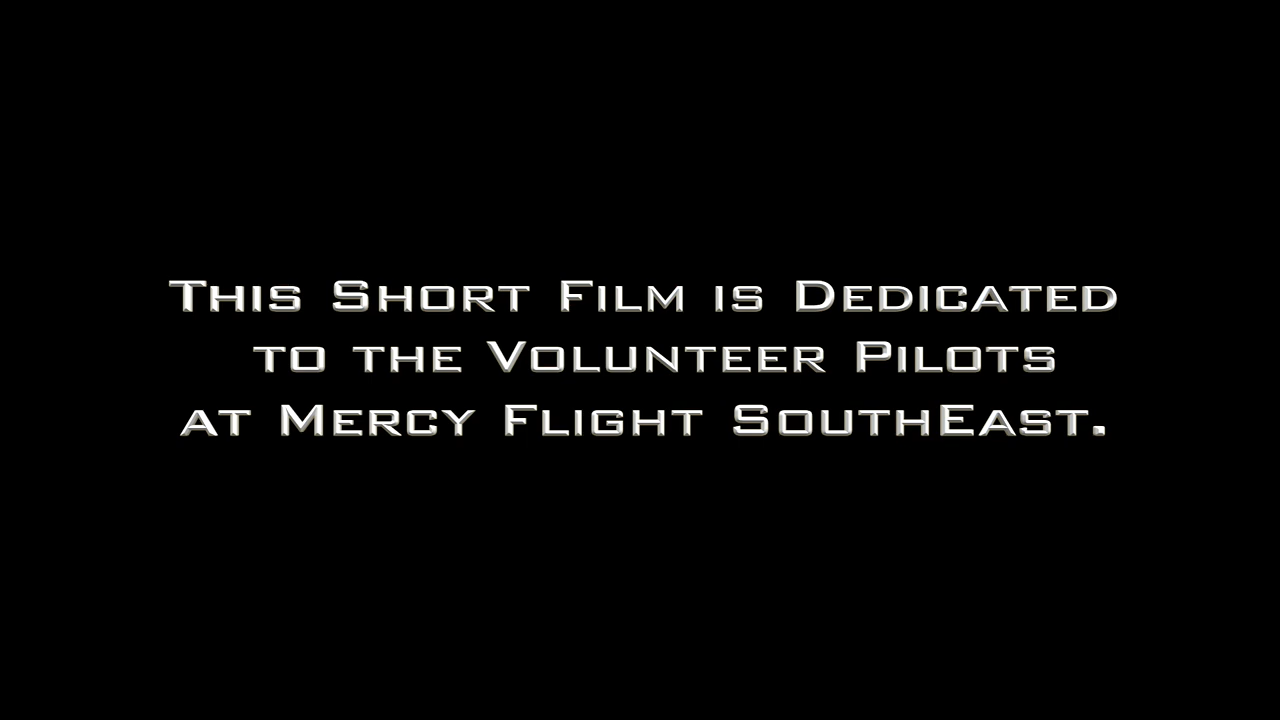 This Short Film is Dedicated
to the Volunteer Pilots
at Mercy Flight SouthEast.